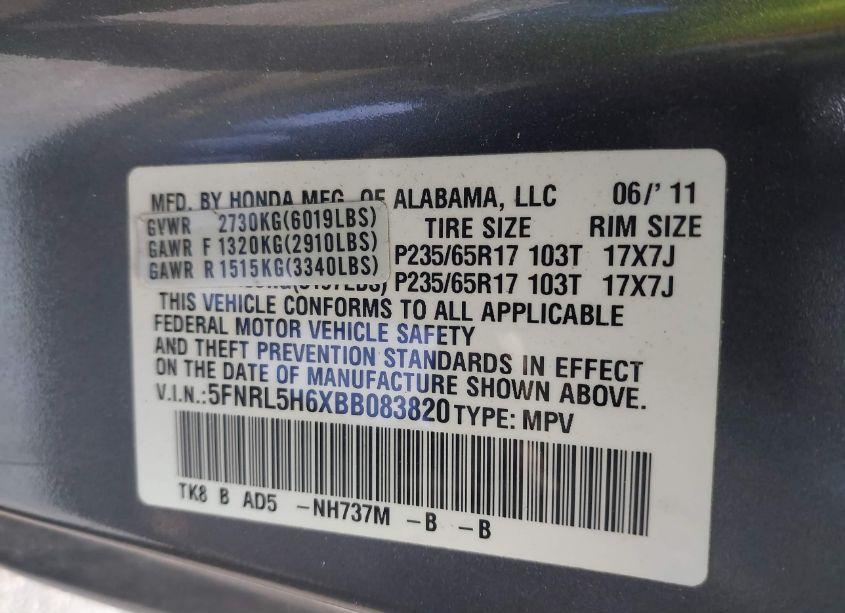 MFD. BY HONDA MFG. OF ALABAMA, LLC 06/' 11
GVWR 2730KG(6019LBS) TIRE SIZE RIM SIZE
GAWR F 1320KG(2910LBS) P235/65R17 103T 17X7J
GAWR R 1515KG(3340LBS) P235/65R17 103T 17X7J
THIS VEHICLE CONFORMS TO ALL APPLICABLE
FEDERAL MOTOR VEHICLE SAFETY
AND THEFT PREVENTION STANDARDS IN EFFECT
ON THE DATE OF MANUFACTURE SHOWN ABOVE.
V.I.N.:5FNRL5H6XBB083820 TYPE: MPV
TK8 B AD5 -NH737M -B -B